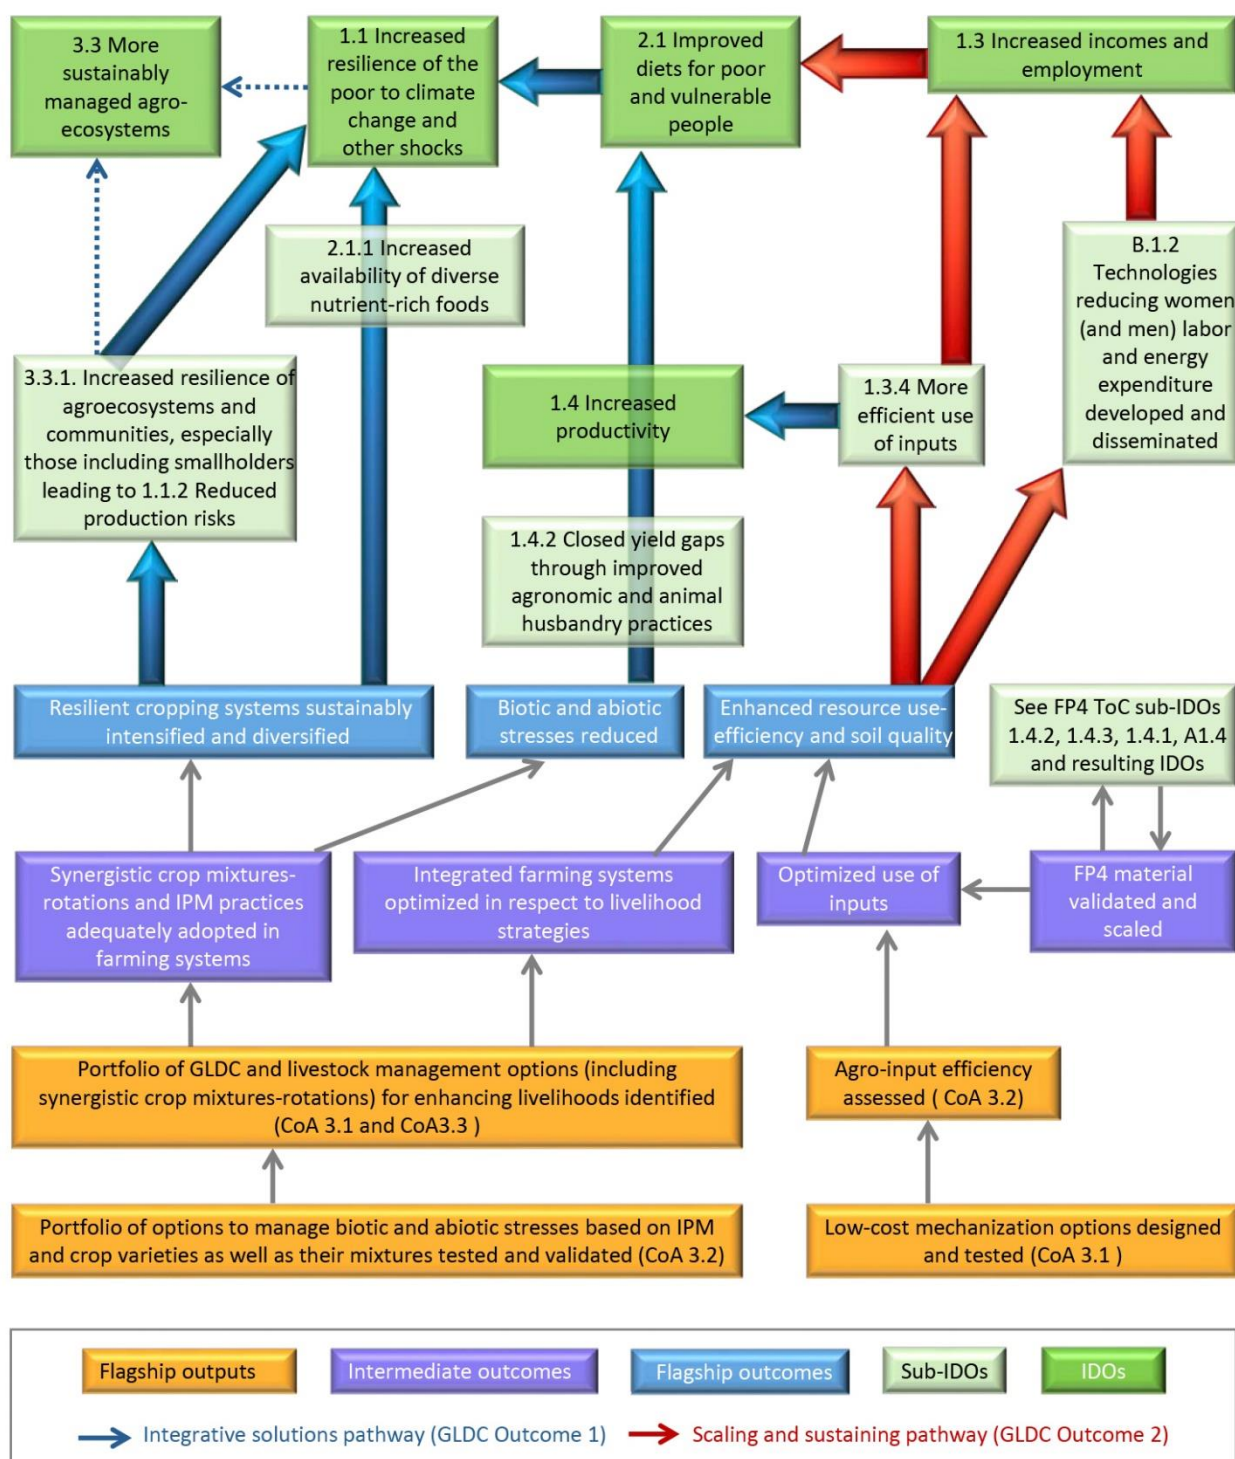 3.3 More
sustainably
managed agro-
ecosystems
1.1 Increased
resilience of the
poor to climate
change and
other shocks
2.1 Improved
diets for poor
and vulnerable
people
1.3 Increased incomes and
employment
2.1.1 Increased
availability of diverse
nutrient-rich foods
B.1.2
Technologies
reducing women
(and men) labor
and energy
expenditure
developed and
disseminated
3.3.1. Increased resilience of
agroecosystems and
communities, especially
those including smallholders
leading to 1.1.2 Reduced
production risks
1.4 Increased
productivity
1.3.4 More
efficient use
of inputs
1.4.2 Closed yield gaps
through improved
agronomic and animal
husbandry practices
Resilient cropping systems sustainably
intensified and diversified
Biotic and abiotic
stresses reduced
Enhanced resource use-
efficiency and soil quality
See FP4 ToC sub-IDOs
1.4.2, 1.4.3, 1.4.1, A1.4
and resulting IDOs
Synergistic crop mixtures-
rotations and IPM practices
adequately adopted in
farming systems
Integrated farming systems
optimized in respect to livelihood
strategies
Optimized use of
inputs
FP4 material
validated and
scaled
Portfolio of GLDC and livestock management options (including
synergistic crop mixtures-rotations) for enhancing livelihoods identified
(CoA 3.1 and CoA3.3 )
Agro-input efficiency
assessed ( CoA 3.2)
Portfolio of options to manage biotic and abiotic stresses based on IPM
and crop varieties as well as their mixtures tested and validated (CoA 3.2)
Low-cost mechanization options designed
and tested (CoA 3.1 )
Flagship outputs
Intermediate outcomes
Flagship outcomes
Sub-IDOs
IDOs
Integrative solutions pathway (GLDC Outcome 1)
Scaling and sustaining pathway (GLDC Outcome 2)